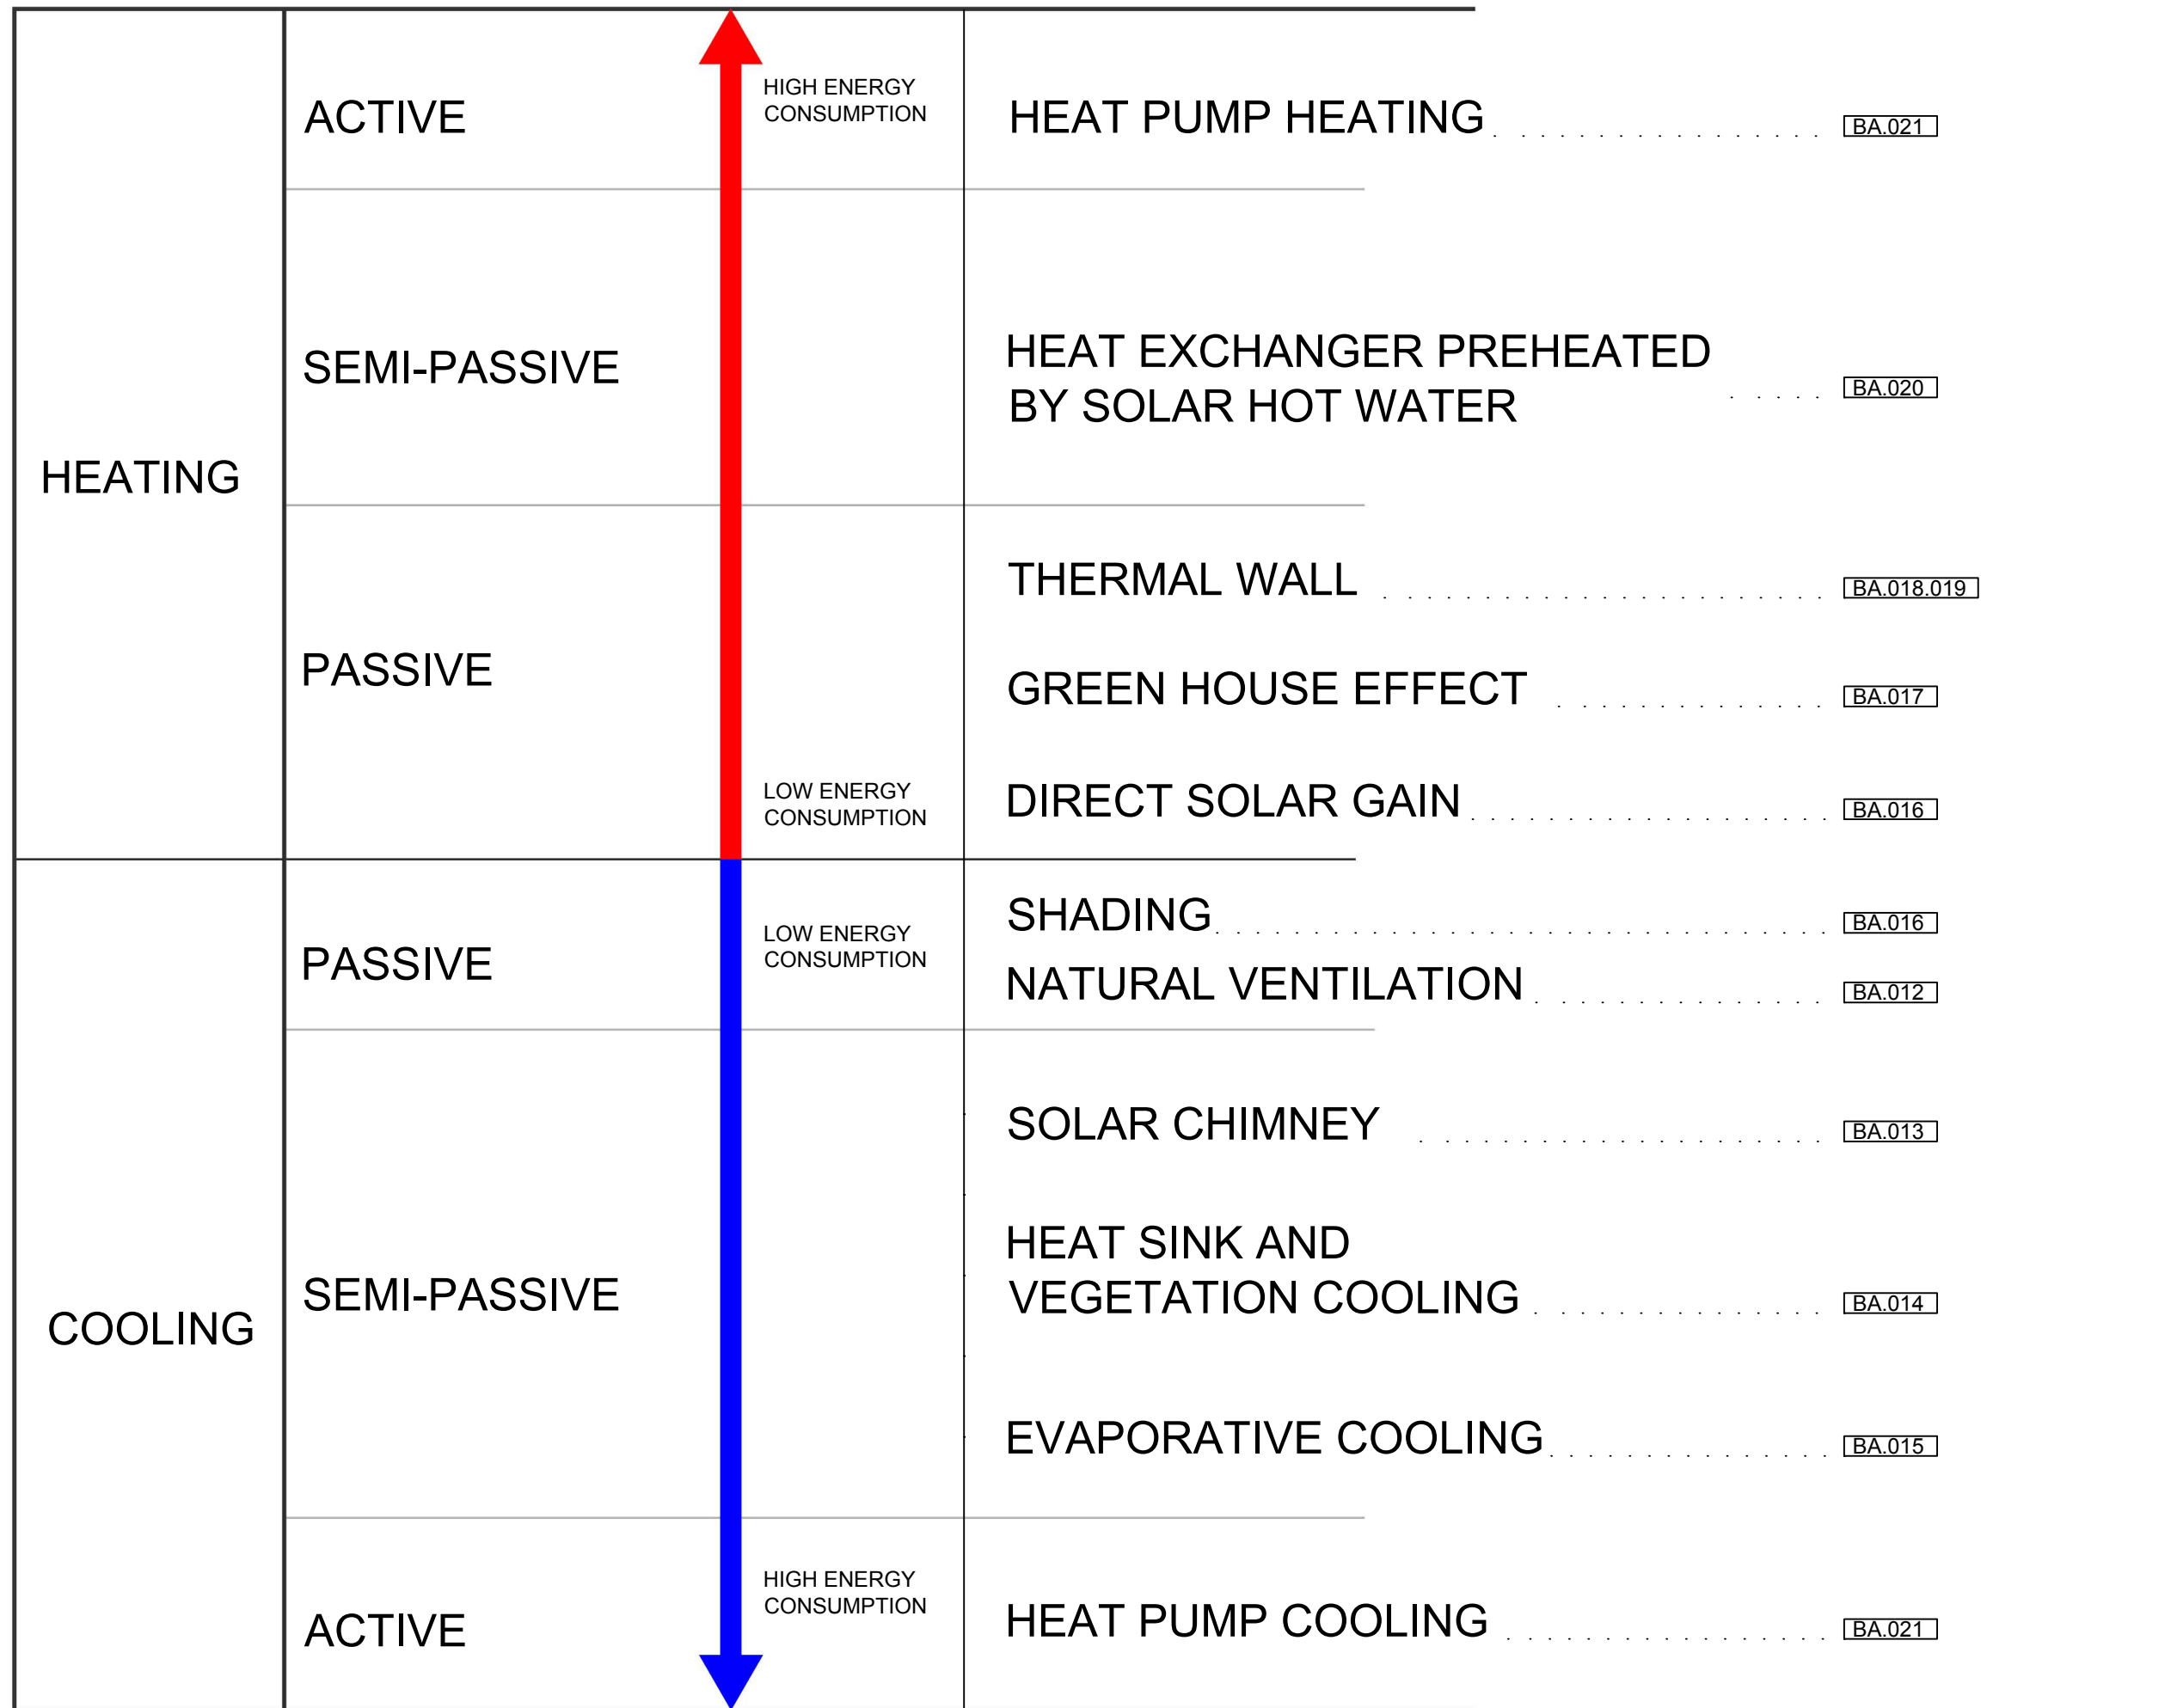 HEATING
ACTIVE
HIGH ENERGY
CONSUMPTION
HEAT PUMP HEATING . . . . . . . . . . . . . . . . . BA.021
SEMI-PASSIVE
HEAT EXCHANGER PREHEATED
BY SOLAR HOT WATER . . . . . BA.020
PASSIVE
THERMAL WALL . . . . . . . . . . . . . . . . . . . . . . BA.018.019
GREEN HOUSE EFFECT . . . . . . . . . . . . . BA.017
LOW ENERGY
CONSUMPTION
DIRECT SOLAR GAIN . . . . . . . . . . . . . . . . . . BA.016
COOLING
PASSIVE
LOW ENERGY
CONSUMPTION
SHADING . . . . . . . . . . . . . . . . . . . . . . . . . . . . . . . BA.016
NATURAL VENTILATION . . . . . . . . . . . . . . BA.012
SEMI-PASSIVE
SOLAR CHIMNEY . . . . . . . . . . . . . . . . . . . . BA.013
HEAT SINK AND
VEGETATION COOLING . . . . . . . . . . . . . . BA.014
EVAPORATIVE COOLING . . . . . . . . . . . . . . BA.015
ACTIVE
HIGH ENERGY
CONSUMPTION
HEAT PUMP COOLING . . . . . . . . . . . . . . . . BA.021